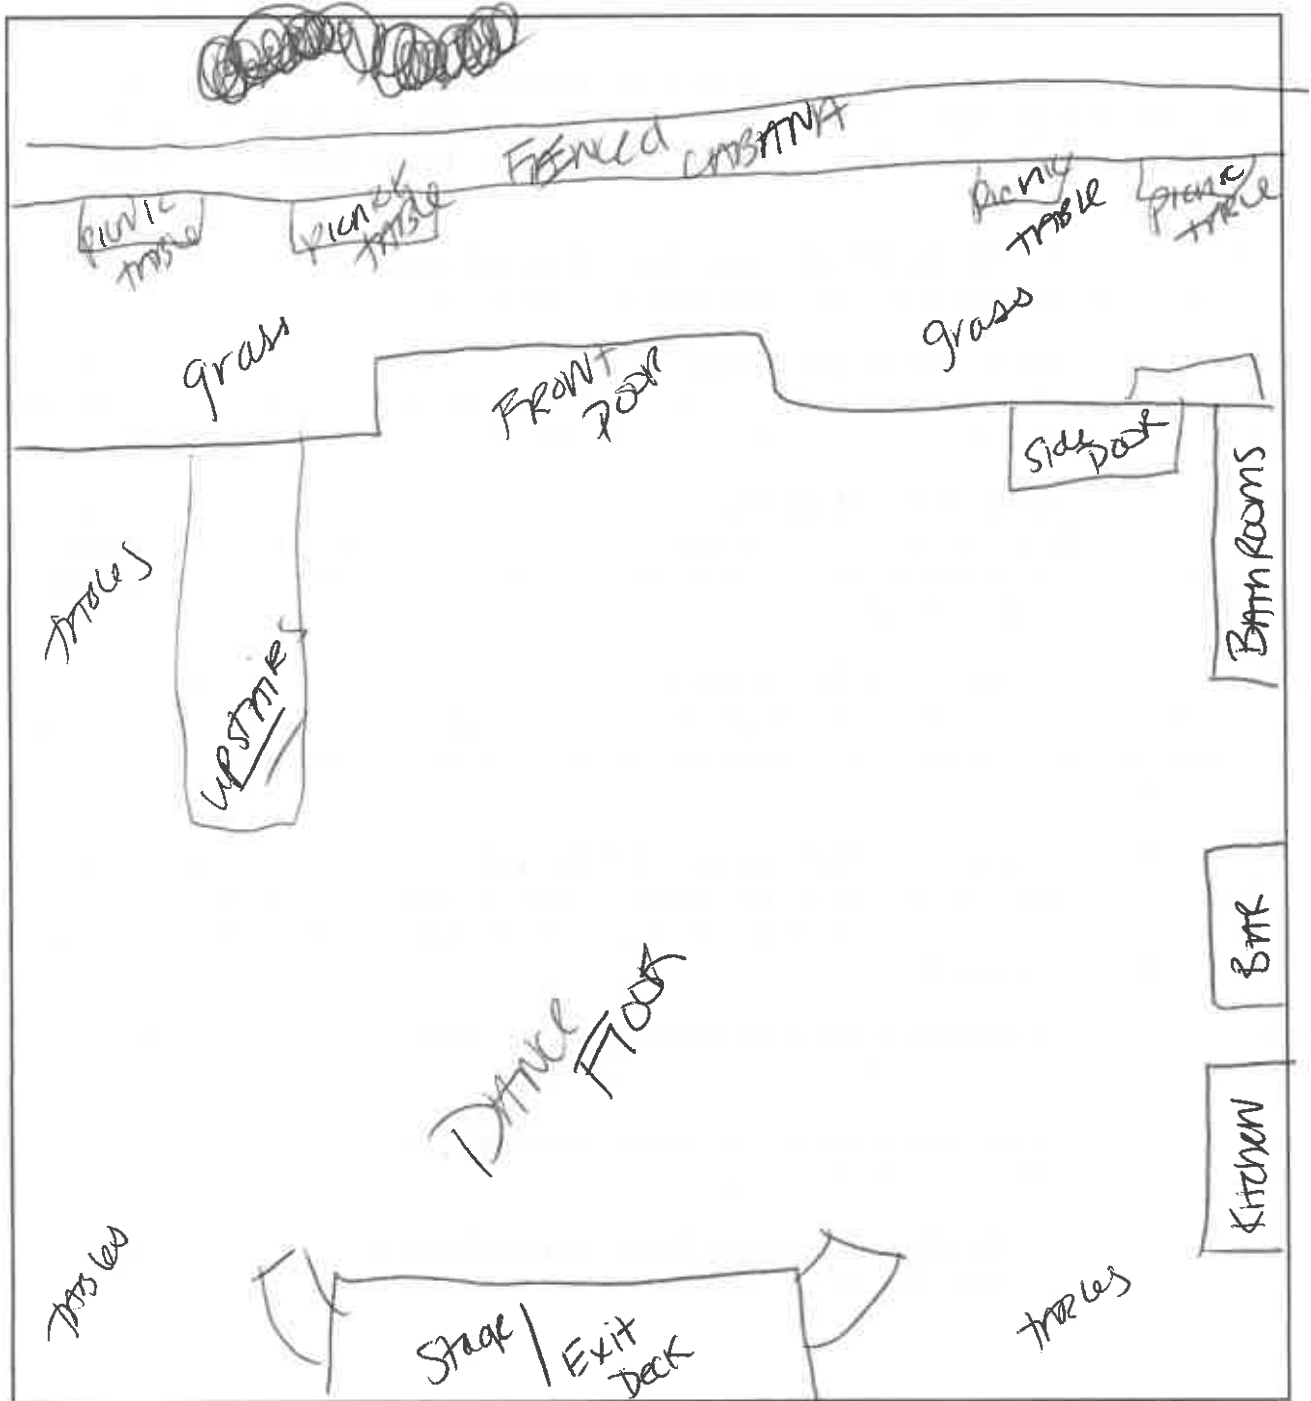 FENCED CABANA
PICNIC
TABLE
PICNICK
TABLE
PICNIC
TABLE
PICNIC
TABLE
grass
grass
FRONT
DOOR
Side
Door
BATHROOMS
TABLES
UPSTAIRS
BAR
DANCE
FLOOR
KITCHEN
TABLES
Stage /
Exit
DECK
TABLES